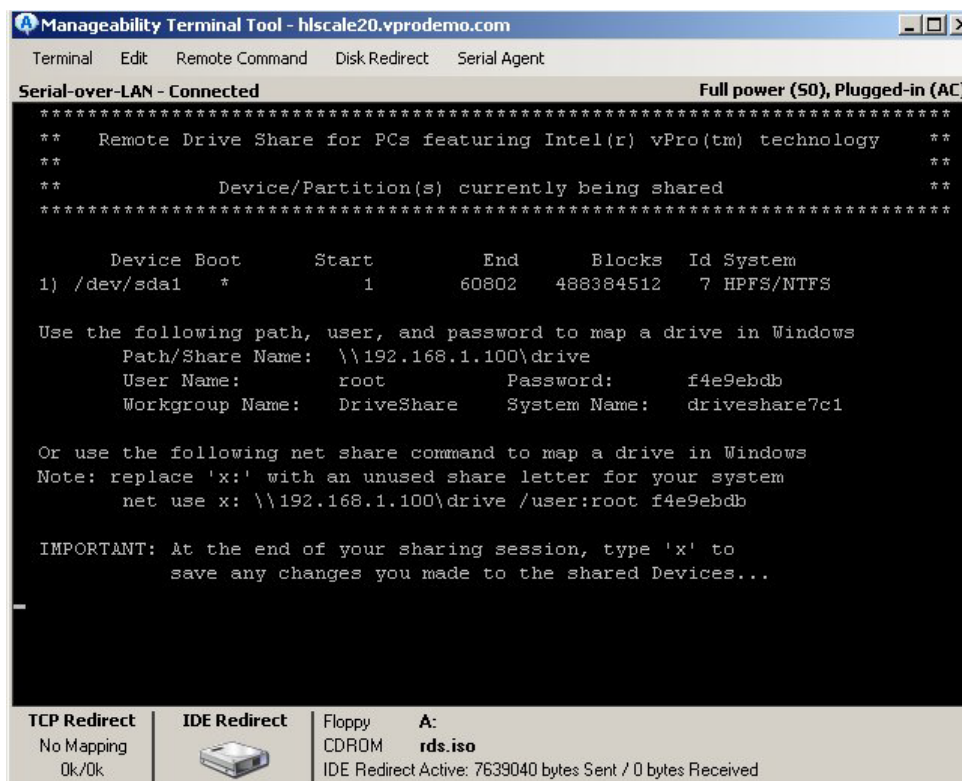 Manageability Terminal Tool - hlscale20.vprodemo.com
Terminal Edit Remote Command Disk Redirect Serial Agent
Serial-over-LAN - Connected Full power (S0), Plugged-in (AC)
****************************************************************************
** Remote Drive Share for PCs featuring Intel(r) vPro(tm) technology **
** **
** Device/Partition(s) currently being shared **
****************************************************************************
Device Boot Start End Blocks Id System
1) /dev/sda1 * 1 60802 488384512 7 HPFS/NTFS
Use the following path, user, and password to map a drive in Windows
Path/Share Name: \\192.168.1.100\drive
User Name: root Password: f4e9ebdb
Workgroup Name: DriveShare System Name: driveshare7c1
Or use the following net share command to map a drive in Windows
Note: replace 'x:' with an unused share letter for your system
net use x: \\192.168.1.100\drive /user:root f4e9ebdb
IMPORTANT: At the end of your sharing session, type 'x' to
save any changes you made to the shared Devices...
TCP Redirect IDE Redirect Floppy A:
No Mapping CDROM rds.iso
0k/0k IDE Redirect Active: 7639040 bytes Sent / 0 bytes Received